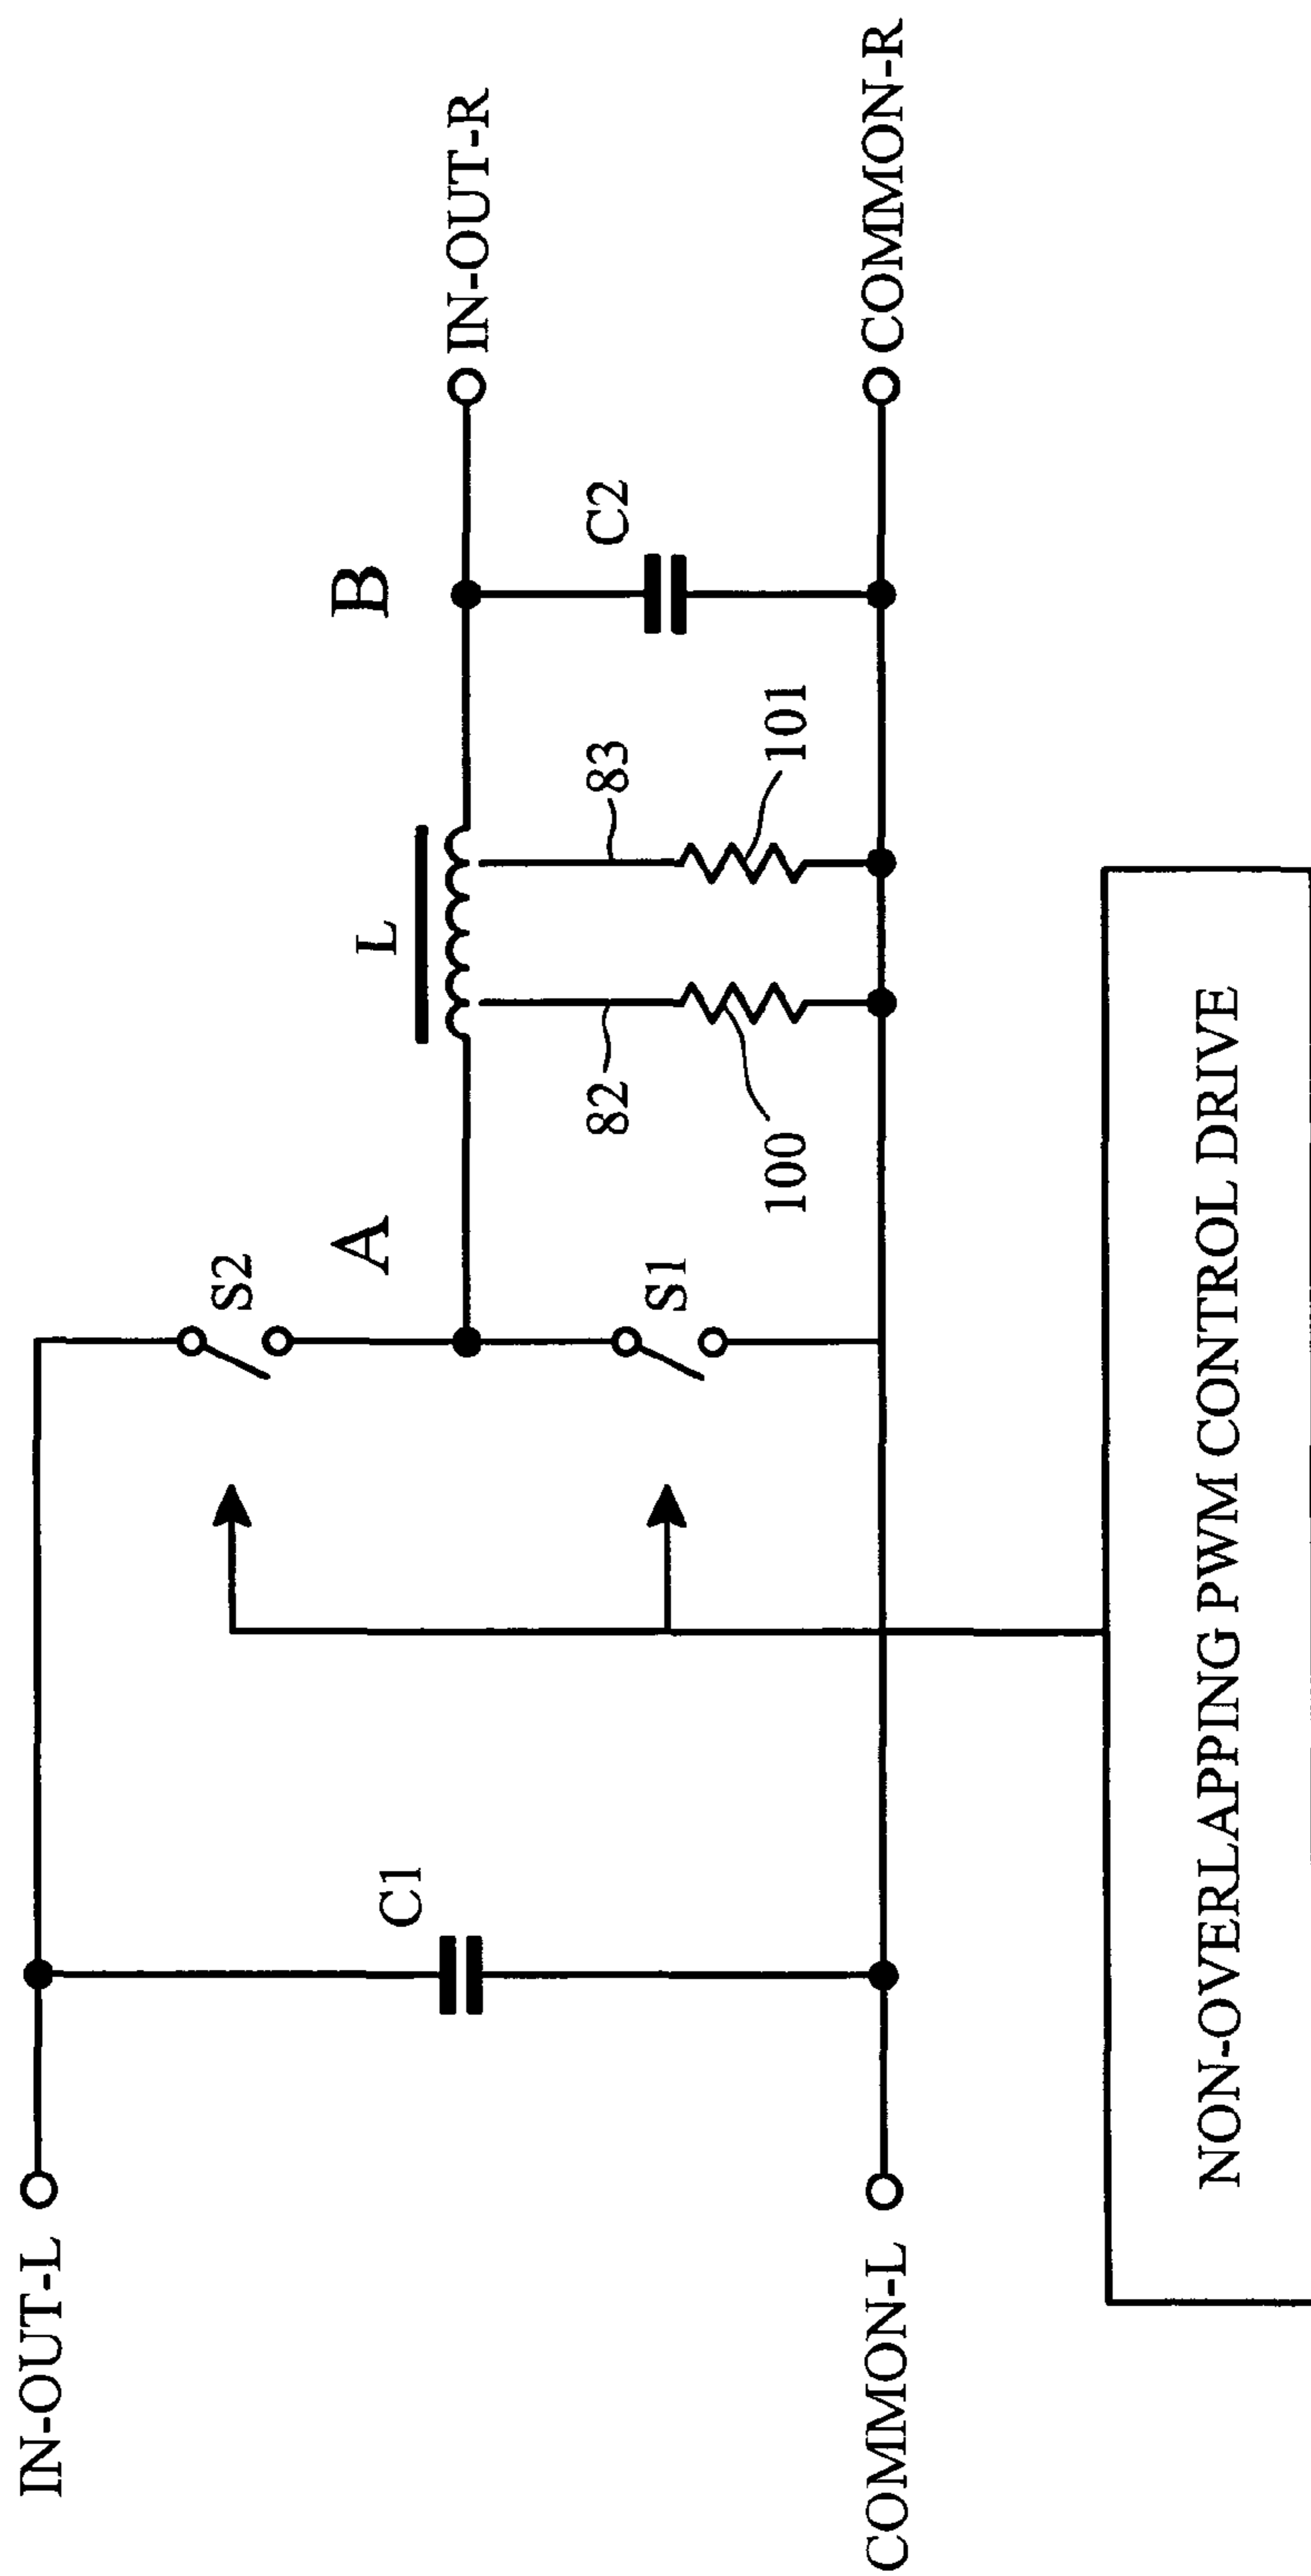 IN-OUT-L
S2
A
L
B
IN-OUT-R
C1
S1
82
83
C2
100
101
COMMON-L
COMMON-R
NON-OVERLAPPING PWM CONTROL DRIVE